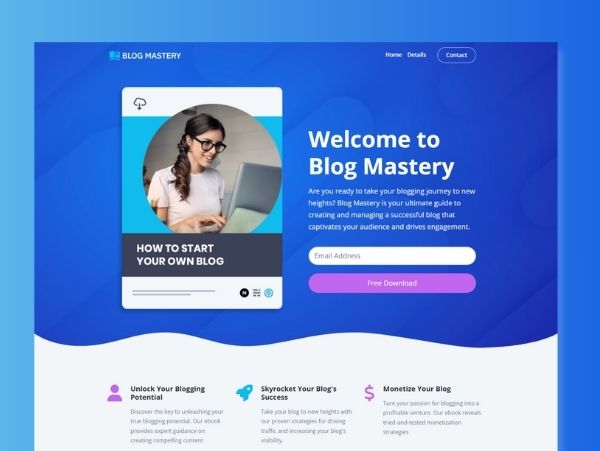 BLOG MASTERY
Home Details Contact
HOW TO START
YOUR OWN BLOG
Welcome to
Blog Mastery
Are you ready to take your blogging journey to new
heights? Blog Mastery is your ultimate guide to
creating and managing a successful blog that
captivates your audience and drives engagement.
Email Address
Free Download
Unlock Your Blogging
Potential
Discover the key to unleashing your
true blogging potential. Our ebook
provides expert guidance on
creating compelling content
Skyrocket Your Blog's
Success
Take your blog to new heights with
our proven strategies for driving
traffic and increasing your blog's
visibility.
Monetize Your Blog
Turn your passion for blogging into a
profitable venture. Our ebook reveals
tried-and-tested monetization
strategies